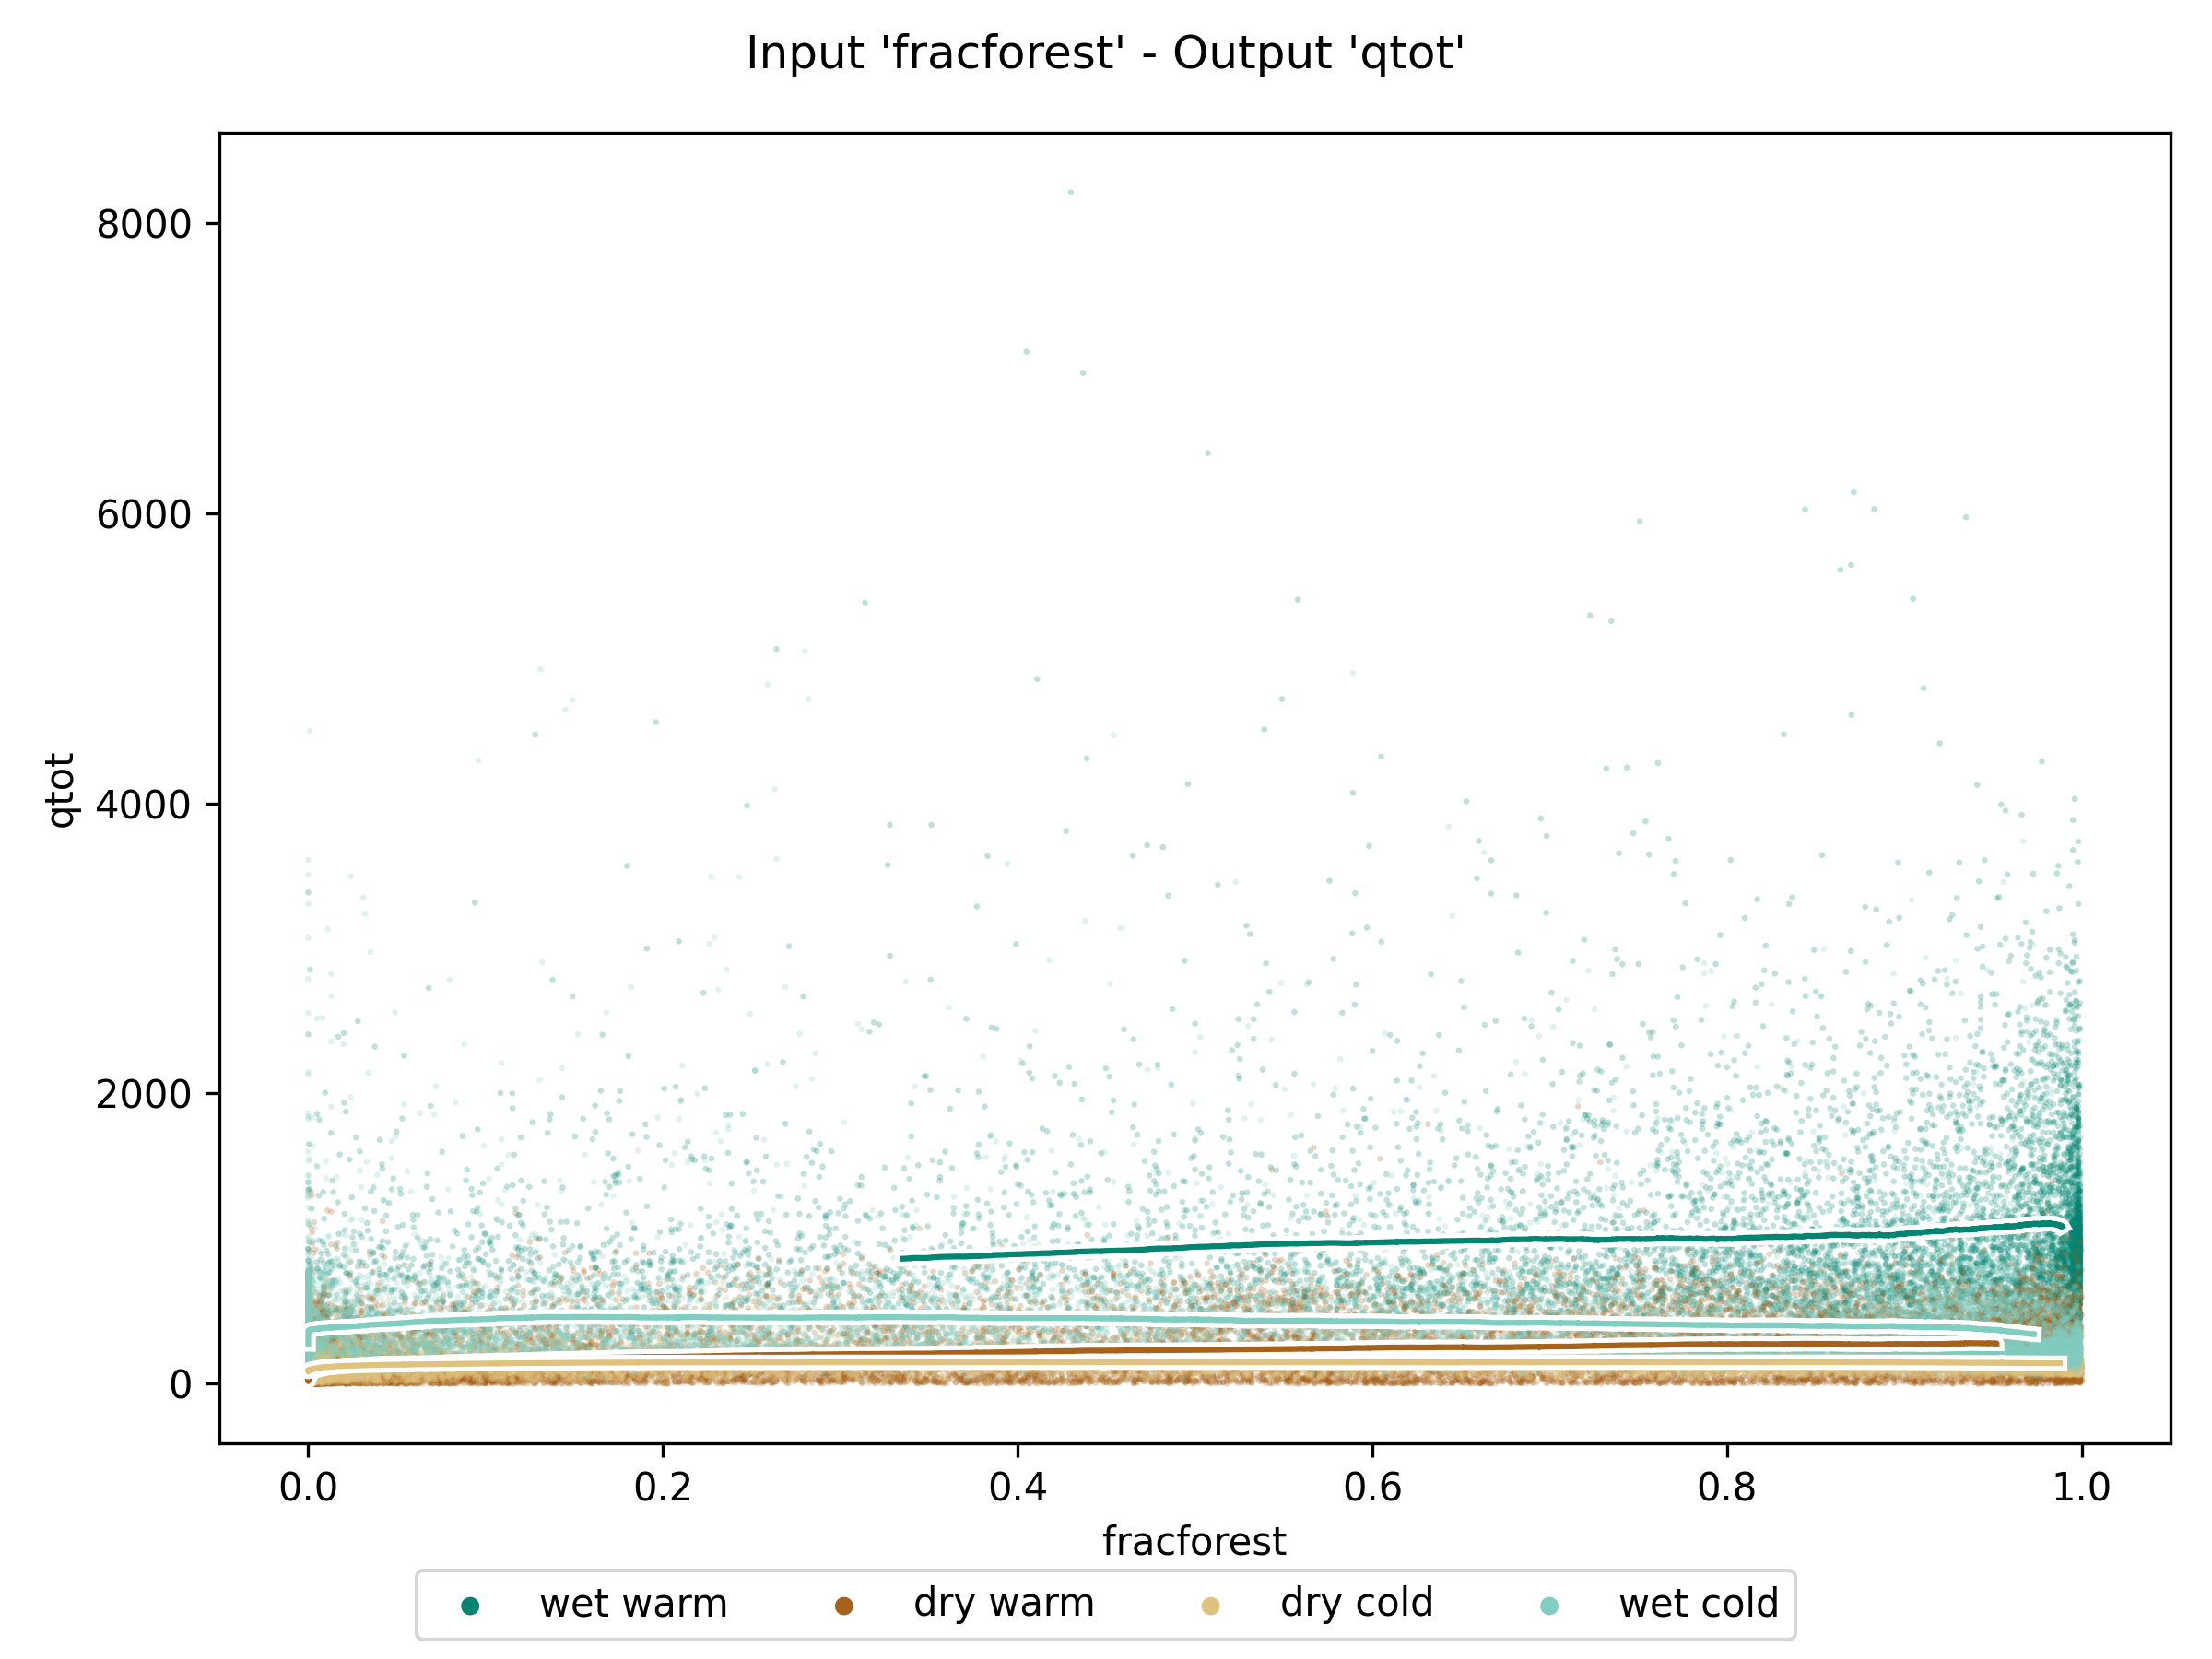 Input 'fracforest' - Output 'qtot'
8000
6000
4000
2000
0
qtot
0.0 0.2 0.4 0.6 0.8 1.0
fracforest
wet warm dry warm dry cold wet cold